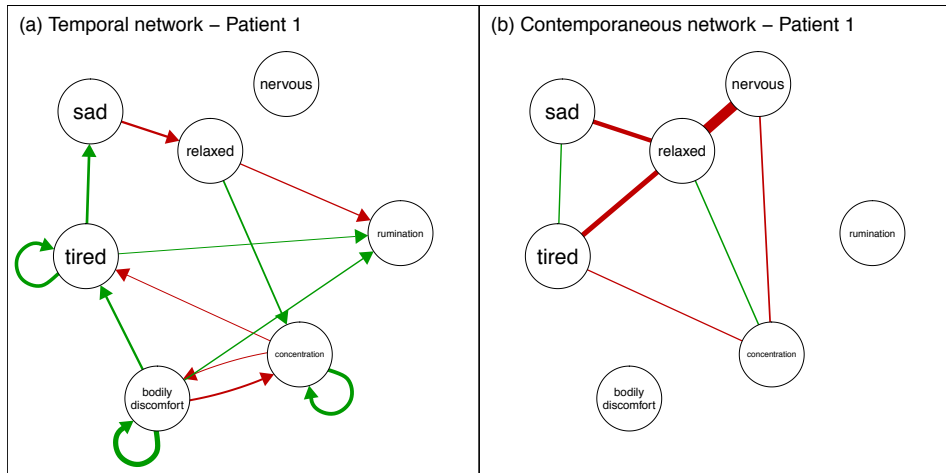 (a) Temporal network – Patient 1
nervous
sad
relaxed
rumination
tired
concentration
bodily
discomfort
(b) Contemporaneous network – Patient 1
nervous
sad
relaxed
rumination
tired
concentration
bodily
discomfort